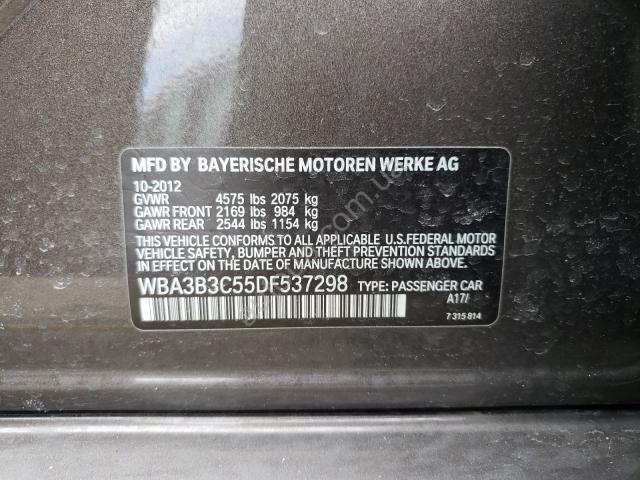 MFD BY BAYERISCHE MOTOREN WERKE AG
10-2012
GVWR 4575 lbs 2075 kg
GAWR FRONT 2169 lbs 984 kg
GAWR REAR 2544 lbs 1154 kg
THIS VEHICLE CONFORMS TO ALL APPLICABLE U.S.FEDERAL MOTOR
VEHICLE SAFETY, BUMPER AND THEFT PREVENTION STANDARDS
IN EFFECT ON THE DATE OF MANUFACTURE SHOWN ABOVE.
WBA3B3C55DF537298 TYPE: PASSENGER CAR
A17/
7 315 814